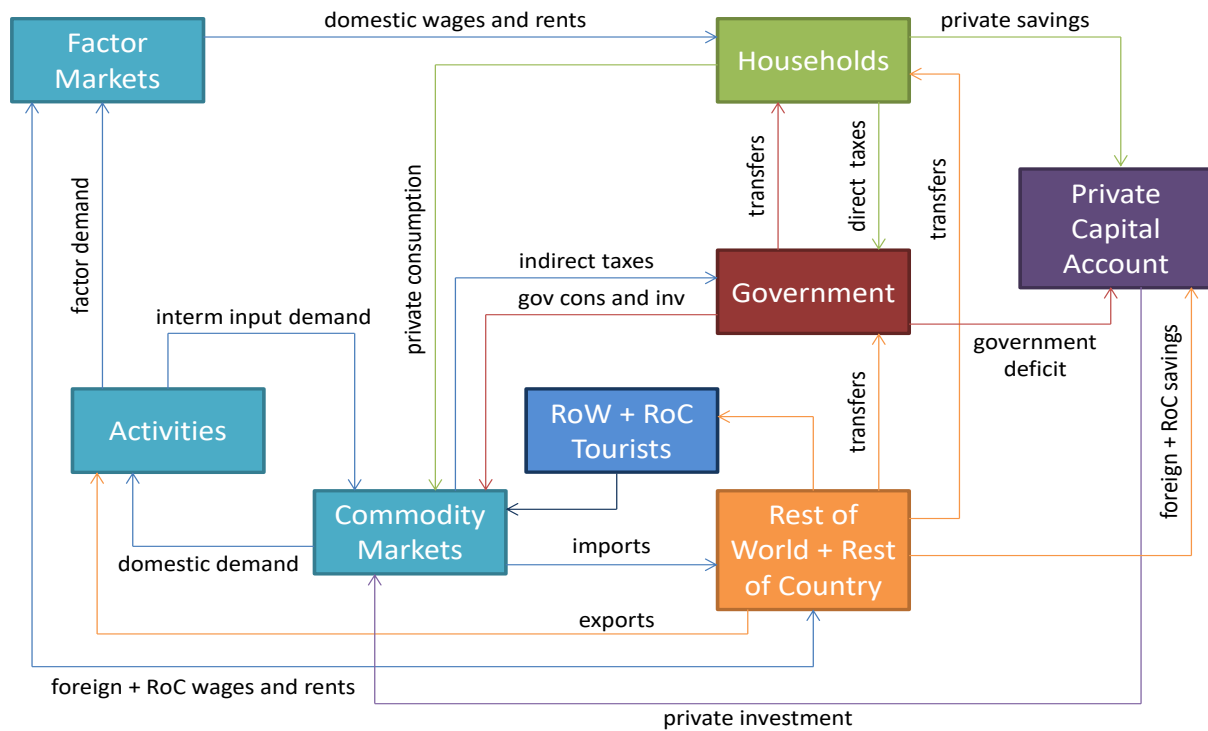 domestic wages and rents
private savings
Factor
Markets
Households
factor demand
private consumption
transfers
direct taxes
transfers
Private
Capital
Account
indirect taxes
Government
gov cons and inv
interm input demand
government
deficit
foreign + RoC savings
transfers
Activities
RoW + RoC
Tourists
Commodity
Markets
Rest of
World + Rest
of Country
imports
domestic demand
exports
foreign + RoC wages and rents
private investment